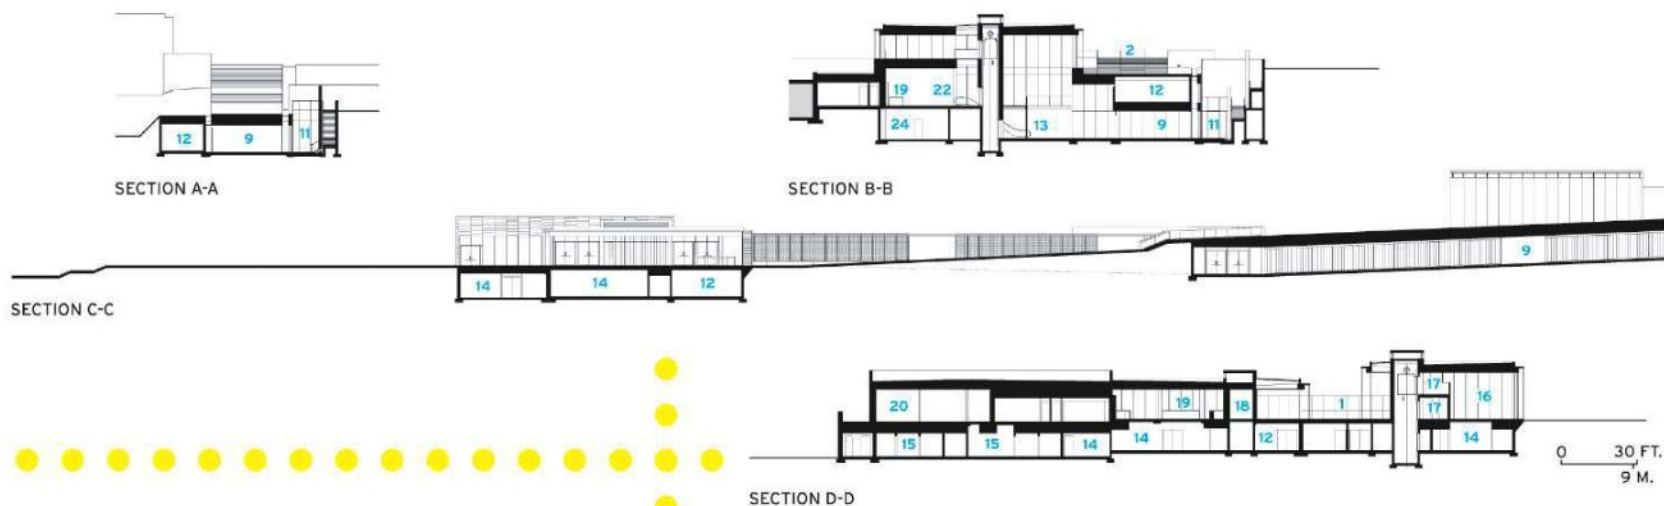 12 9 11
SECTION A-A
2
19 22 12
24 13 9 11
SECTION B-B
9
14 14 12
SECTION C-C
17
20 19 18 1 17 16
15 15 14 14 12 14
0 30 FT.
9 M.
SECTION D-D